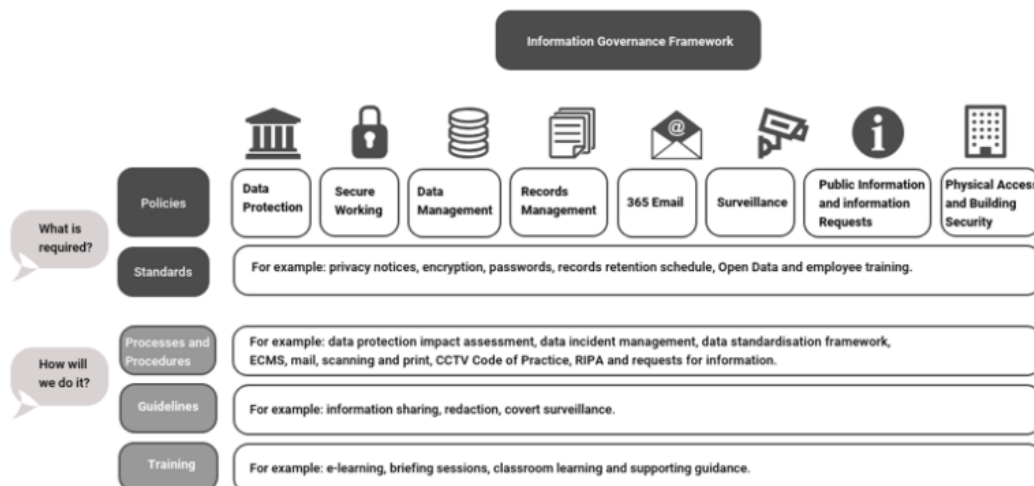 Information Governance Framework
@
i
Policies
Data
Protection
Secure
Working
Data
Management
Records
Management
365 Email
Surveillance
Public Information
and information
Requests
Physical Access
and Building
Security
What is
required?
Standards
For example: privacy notices, encryption, passwords, records retention schedule, Open Data and employee training.
How will
we do it?
Processes and
Procedures
For example: data protection impact assessment, data incident management, data standardisation framework,
ECMS, mail, scanning and print, CCTV Code of Practice, RIPA and requests for information.
Guidelines
For example: information sharing, redaction, covert surveillance.
Training
For example: e-learning, briefing sessions, classroom learning and supporting guidance.